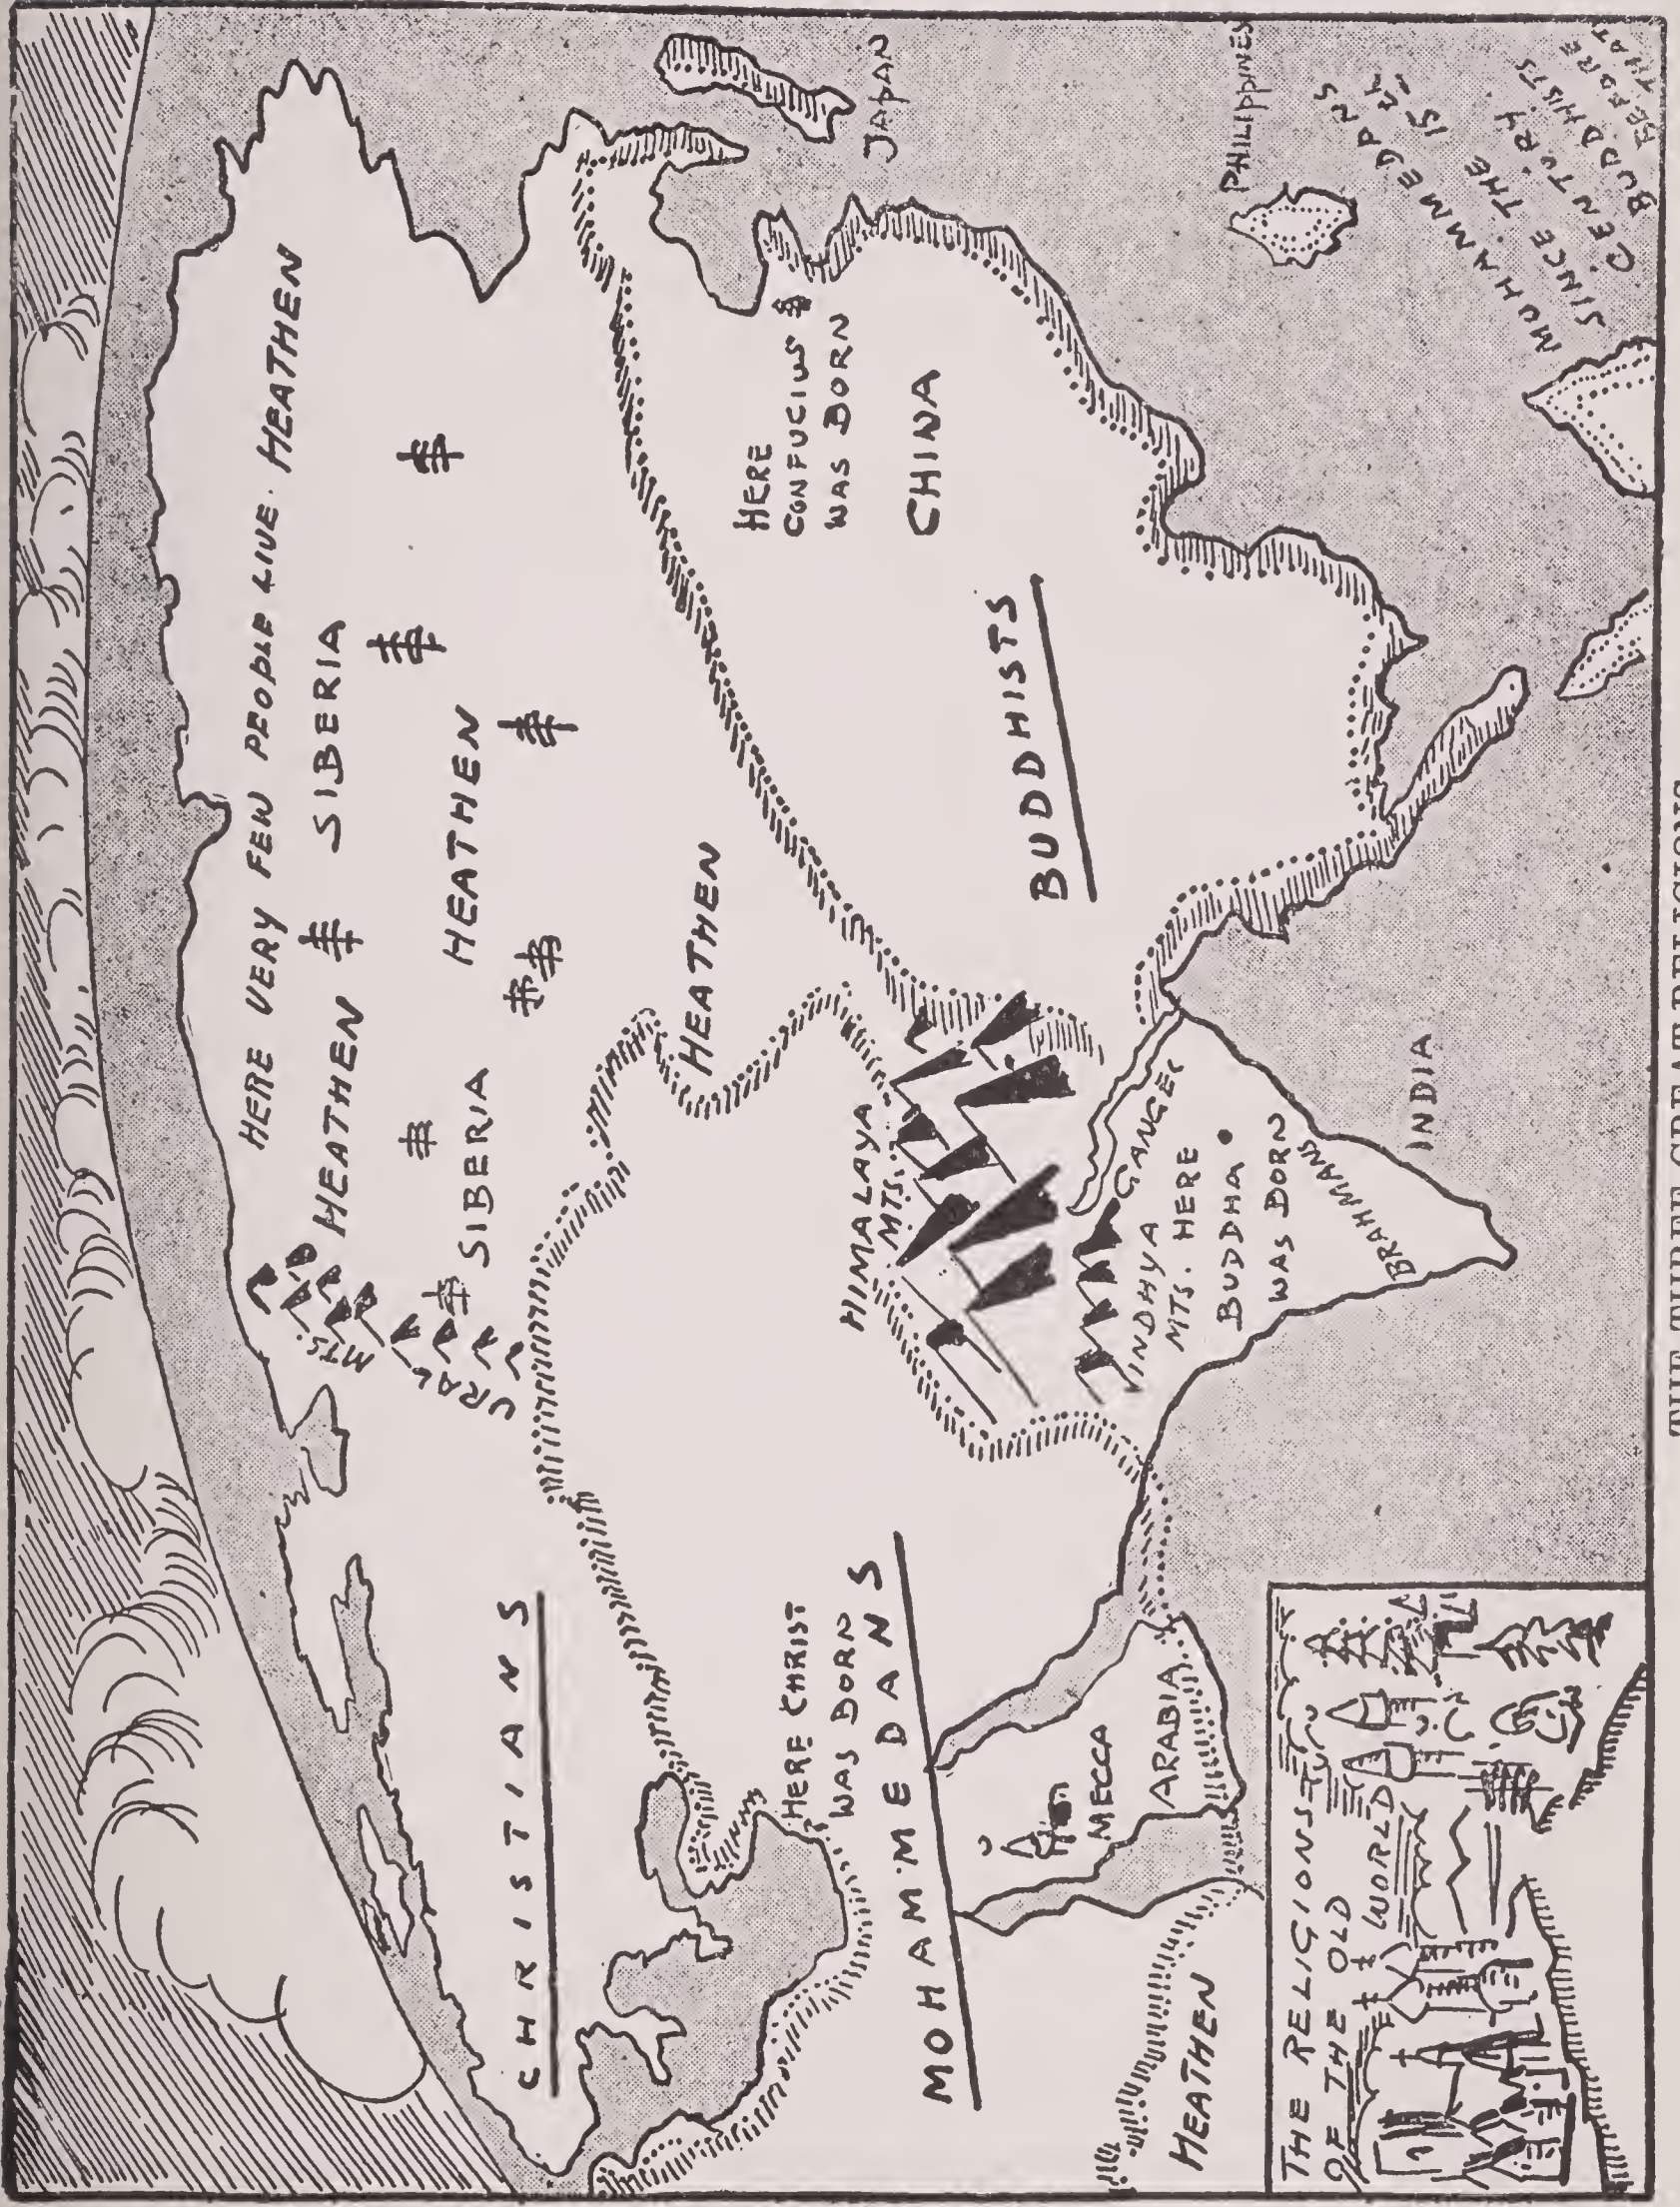 HERE VERY FEW PEOPLE LIVE. HEATHEN
HEATHEN
SIBERIA
URAL
MTS.
SIBERIA
HEATHEN
HEATHEN
CHRISTIANS
HERE
CONFUCIUS
WAS BORN
CHINA
JAPAN
BUDDHISTS
HIMALAYA
MTS.
HERE CHRIST
WAS BORN
MOHAMMEDANS
MECCA
ARABIA
GANGES
VINDHYA
MTS. HERE
BUDDHA
WAS BORN
BRAHMANS
INDIA
PHILIPPINES
MUHAMMEDANS
SINCE THE 15th
CENTURY
BUDDHISTS
BEFORE
THAT
HEATHEN
THE RELIGIONS
OF THE OLD
WORLD
THE THREE GREAT RELIGIONS